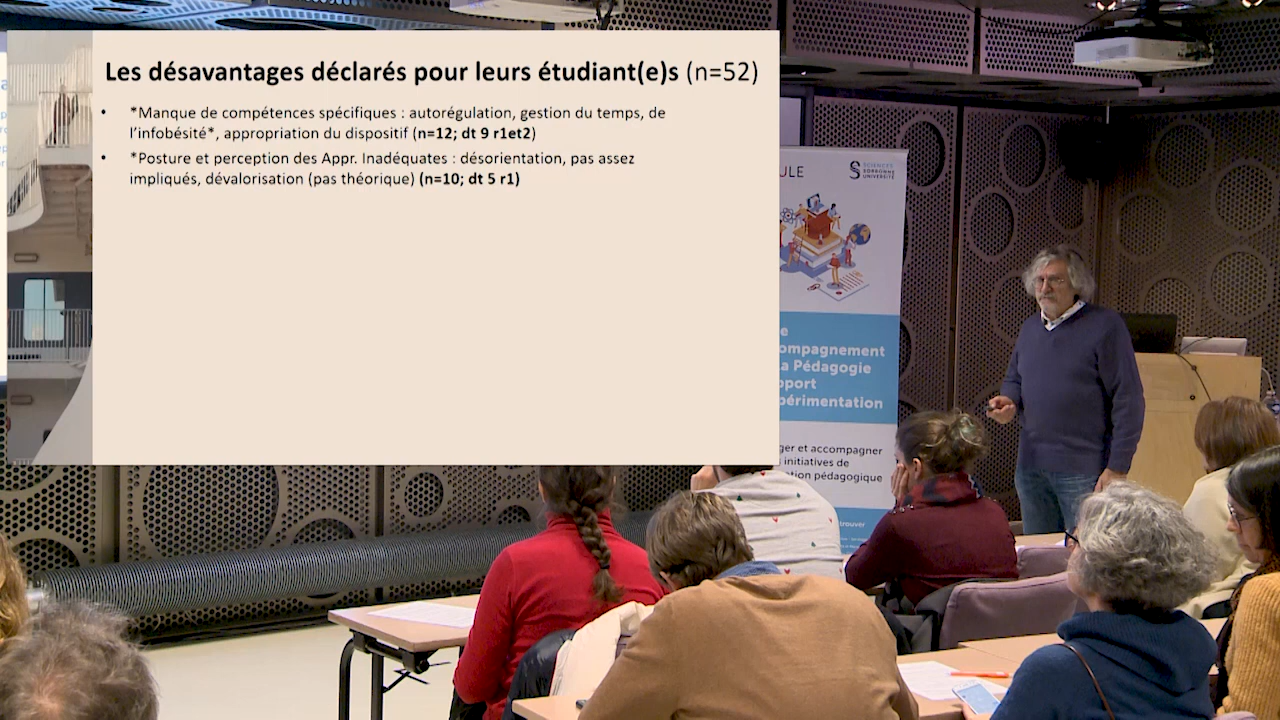 Les désavantages déclarés pour leurs étudiant(e)s (n=52)
• *Manque de compétences spécifiques : autorégulation, gestion du temps, de
l'infobésité*, appropriation du dispositif (n=12; dt 9 r1et2)
• *Posture et perception des Appr. Inadéquates : désorientation, pas assez
impliqués, dévalorisation (pas théorique) (n=10; dt 5 r1)
ULE
SCIENCES
SORBONNE
UNIVERSITÉ
e
ompagnement
a Pédagogie
pport
périmentation
ger et accompagner
initiatives de
tion pédagogique
trouver